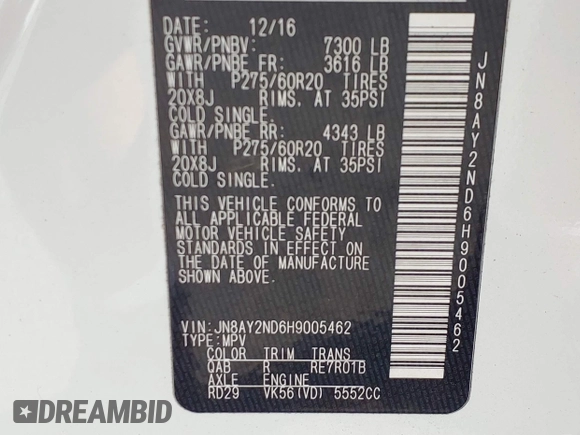 DATE: 12/16
GVWR/PNBV: 7300 LB
GAWR/PNBE FR: 3616 LB
WITH P275/60R20 TIRES
20X8J RIMS. AT 35PSI
COLD SINGLE.
GAWR/PNBE RR: 4343 LB
WITH P275/60R20 TIRES
20X8J RIMS. AT 35PSI
COLD SINGLE.
THIS VEHICLE CONFORMS TO
ALL APPLICABLE FEDERAL
MOTOR VEHICLE SAFETY
STANDARDS IN EFFECT ON
THE DATE OF MANUFACTURE
SHOWN ABOVE.
VIN: JN8AY2ND6H9005462
TYPE: MPV
COLOR TRIM TRANS
QAB R RE7R01B
AXLE ENGINE
RD29 VK56(VD) 5552CC
JN8AY2ND6H9005462
DREAMBID